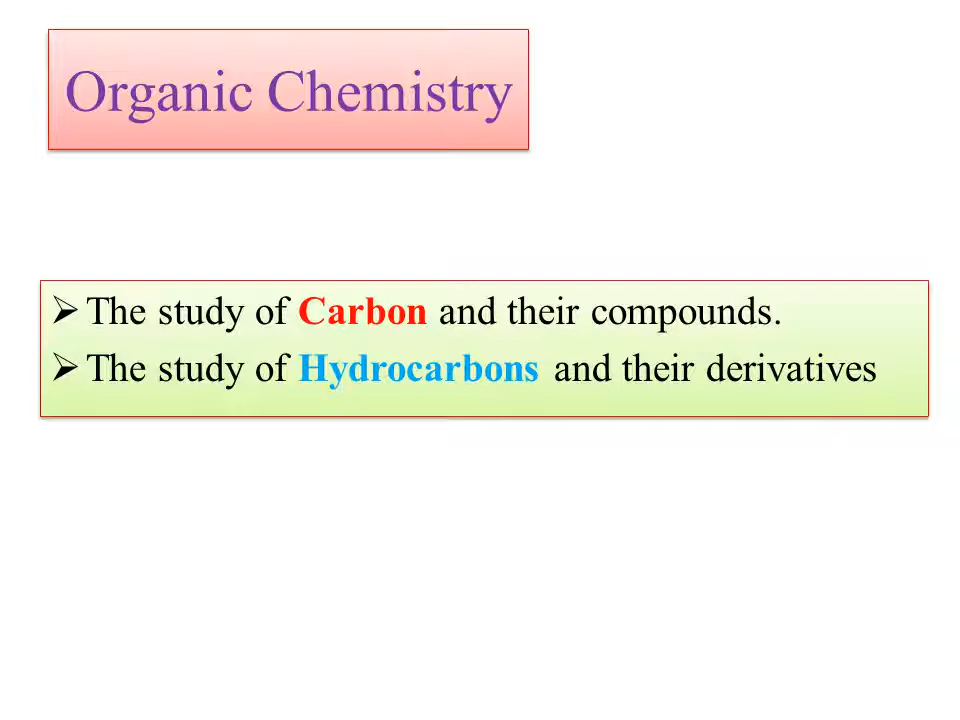 Organic Chemistry
➢ The study of Carbon and their compounds.
➢ The study of Hydrocarbons and their derivatives